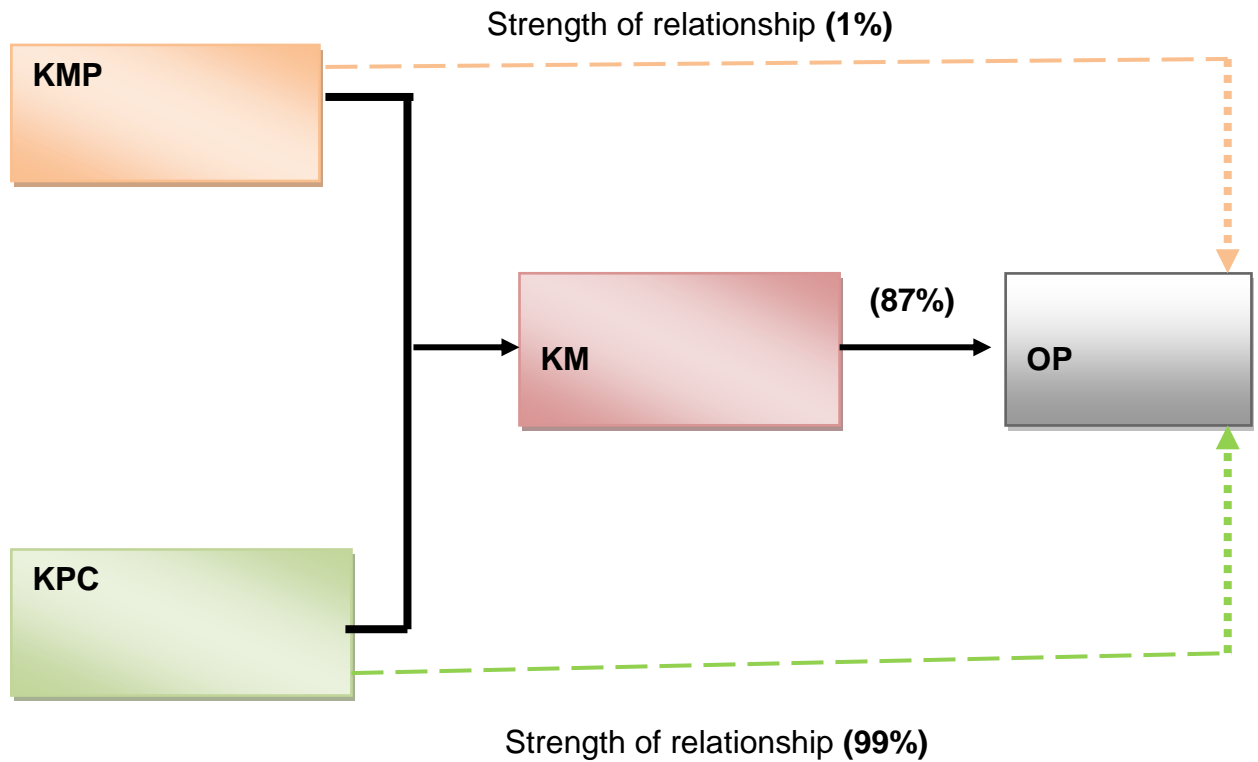 Strength of relationship (1%)
KMP
(87%)
KM
OP
KPC
Strength of relationship (99%)